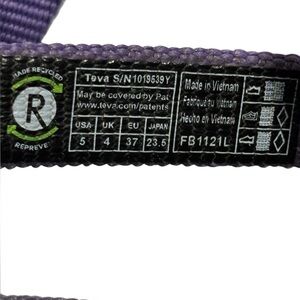 MADE RECYCLED
R
REPREVE
Teva S/N 1019539Y
May be covered by Pat
www.teva.com/patents
USA UK EU JAPAN
5 4 37 23.5
Made in Vietnam
Fabriqué au Vietnam
Hecho en Vietnam
FB1121L